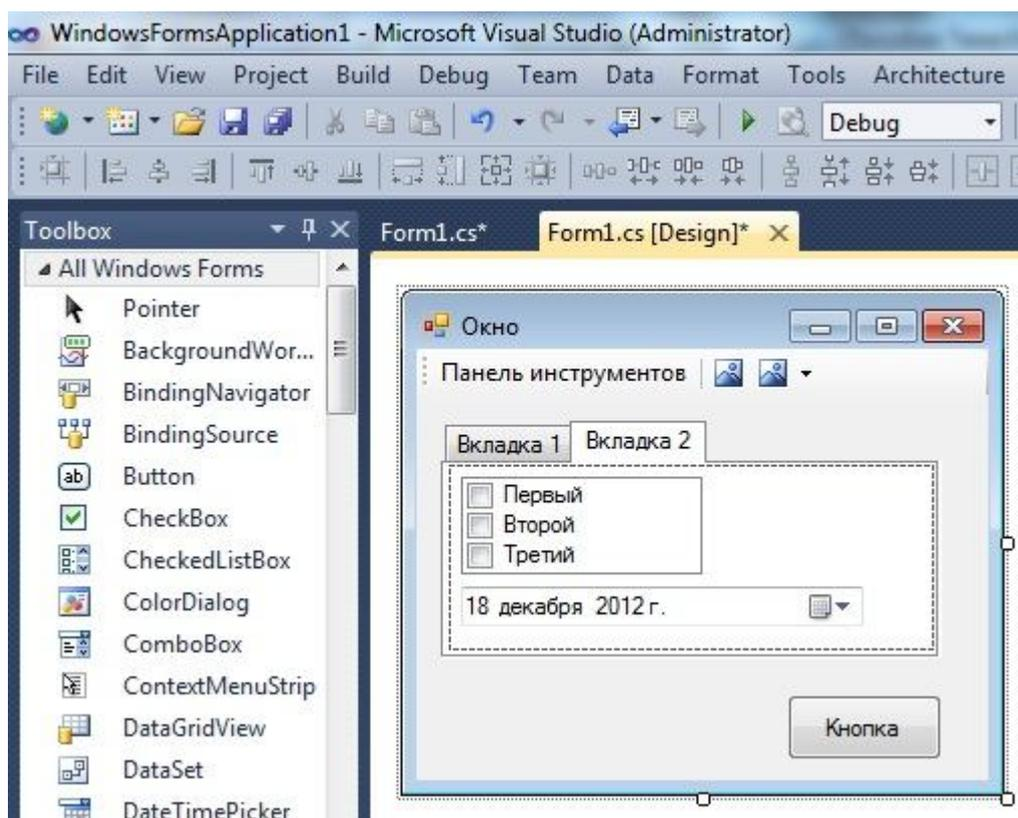 WindowsFormsApplication1 - Microsoft Visual Studio (Administrator)
File Edit View Project Build Debug Team Data Format Tools Architecture
Debug
Toolbox
Form1.cs*
Form1.cs [Design]*
All Windows Forms
Pointer
BackgroundWor...
BindingNavigator
BindingSource
Button
CheckBox
CheckedListBox
ColorDialog
ComboBox
ContextMenuStrip
DataGridView
DataSet
DateTimePicker
Окно
Панель инструментов
Вкладка 1
Вкладка 2
Первый
Второй
Третий
18 декабря 2012 г.
Кнопка